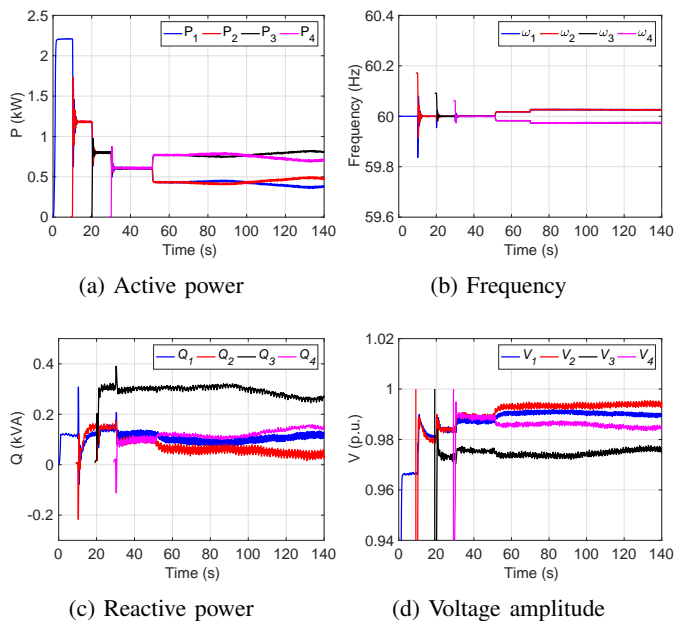 P₁ P₂ P₃ P₄
2.5
2
1.5
1
0.5
0
P (kW)
0 20 40 60 80 100 120 140
Time (s)
(a) Active power
ω₁ ω₂ ω₃ ω₄
60.4
60.2
60
59.8
59.6
Frequency (Hz)
0 20 40 60 80 100 120 140
Time (s)
(b) Frequency
Q₁ Q₂ Q₃ Q₄
0.4
0.2
0
-0.2
Q (kVA)
0 20 40 60 80 100 120 140
Time (s)
(c) Reactive power
V₁ V₂ V₃ V₄
1.02
1
0.98
0.96
0.94
V (p.u.)
0 20 40 60 80 100 120 140
Time (s)
(d) Voltage amplitude